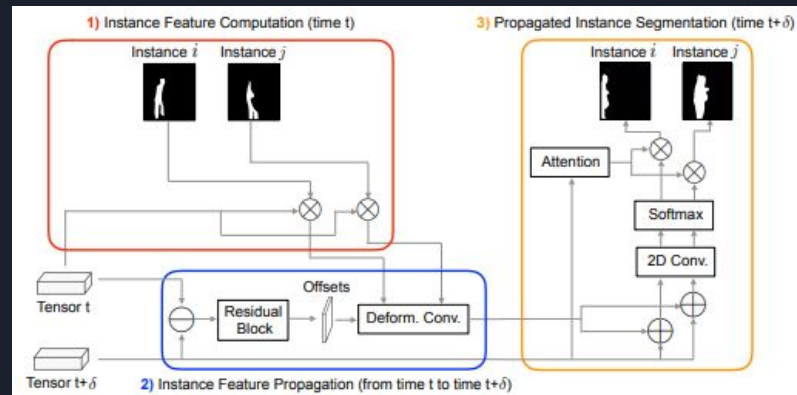 1) Instance Feature Computation (time t)
3) Propagated Instance Segmentation (time t+δ)
Instance i
Instance j
Instance i
Instance j
Attention
Softmax
2D Conv.
Tensor t
Offsets
Residual
Block
Deform. Conv.
Tensor t+δ
2) Instance Feature Propagation (from time t to time t+δ)